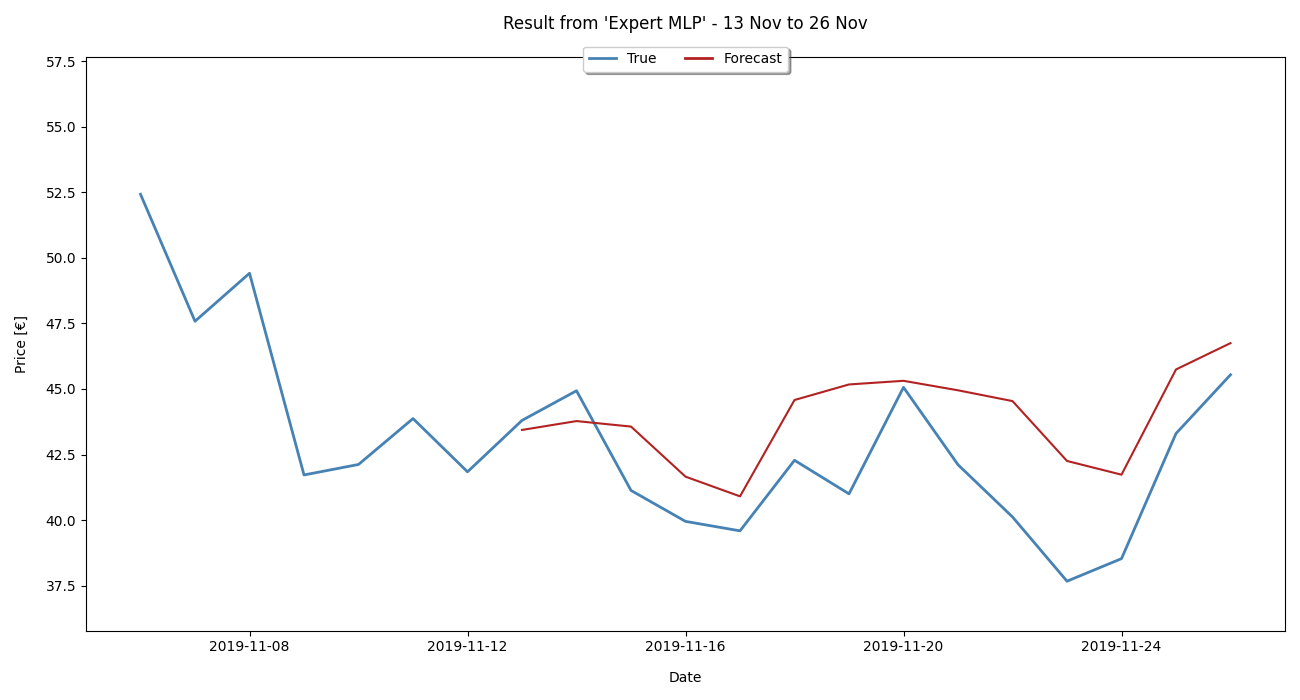 Result from 'Expert MLP' - 13 Nov to 26 Nov
True Forecast
57.5
55.0
52.5
50.0
47.5
45.0
42.5
40.0
37.5
Price [€]
2019-11-08 2019-11-12 2019-11-16 2019-11-20 2019-11-24
Date